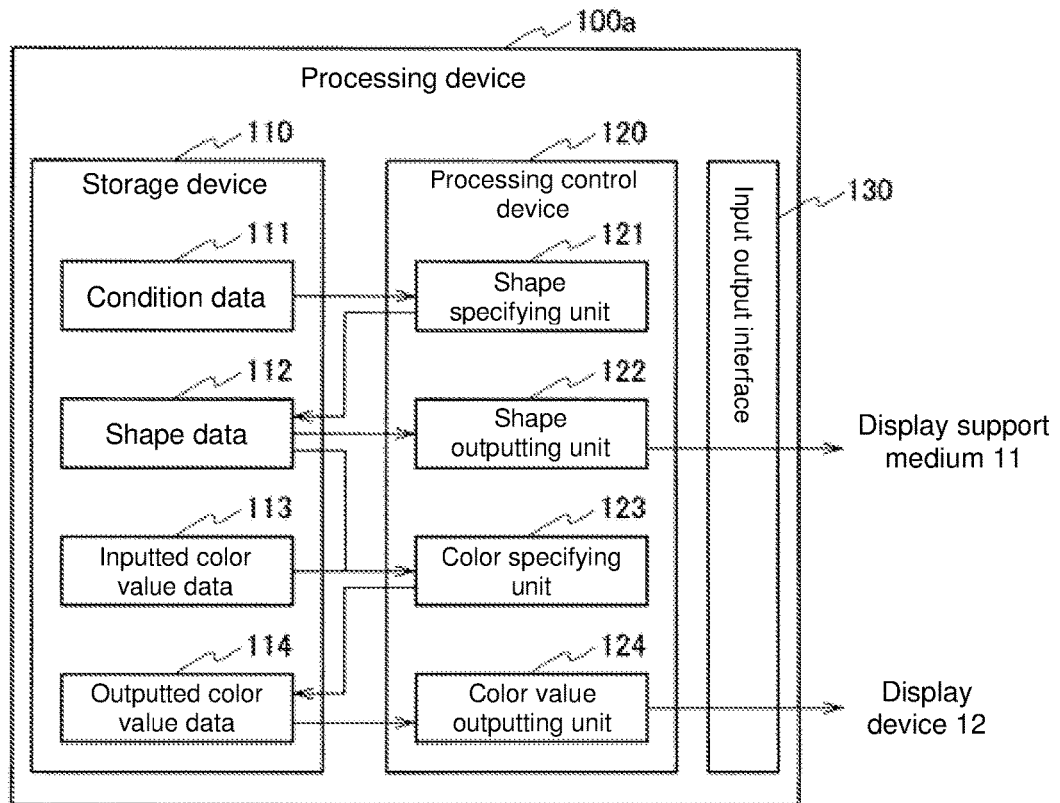 100a
Processing device
110
Storage device
111
Condition data
112
Shape data
113
Inputted color
value data
114
Outputted color
value data
120
Processing control
device
121
Shape
specifying unit
122
Shape
outputting unit
123
Color specifying
unit
124
Color value
outputting unit
130
Input output interface
Display support
medium 11
Display
device 12